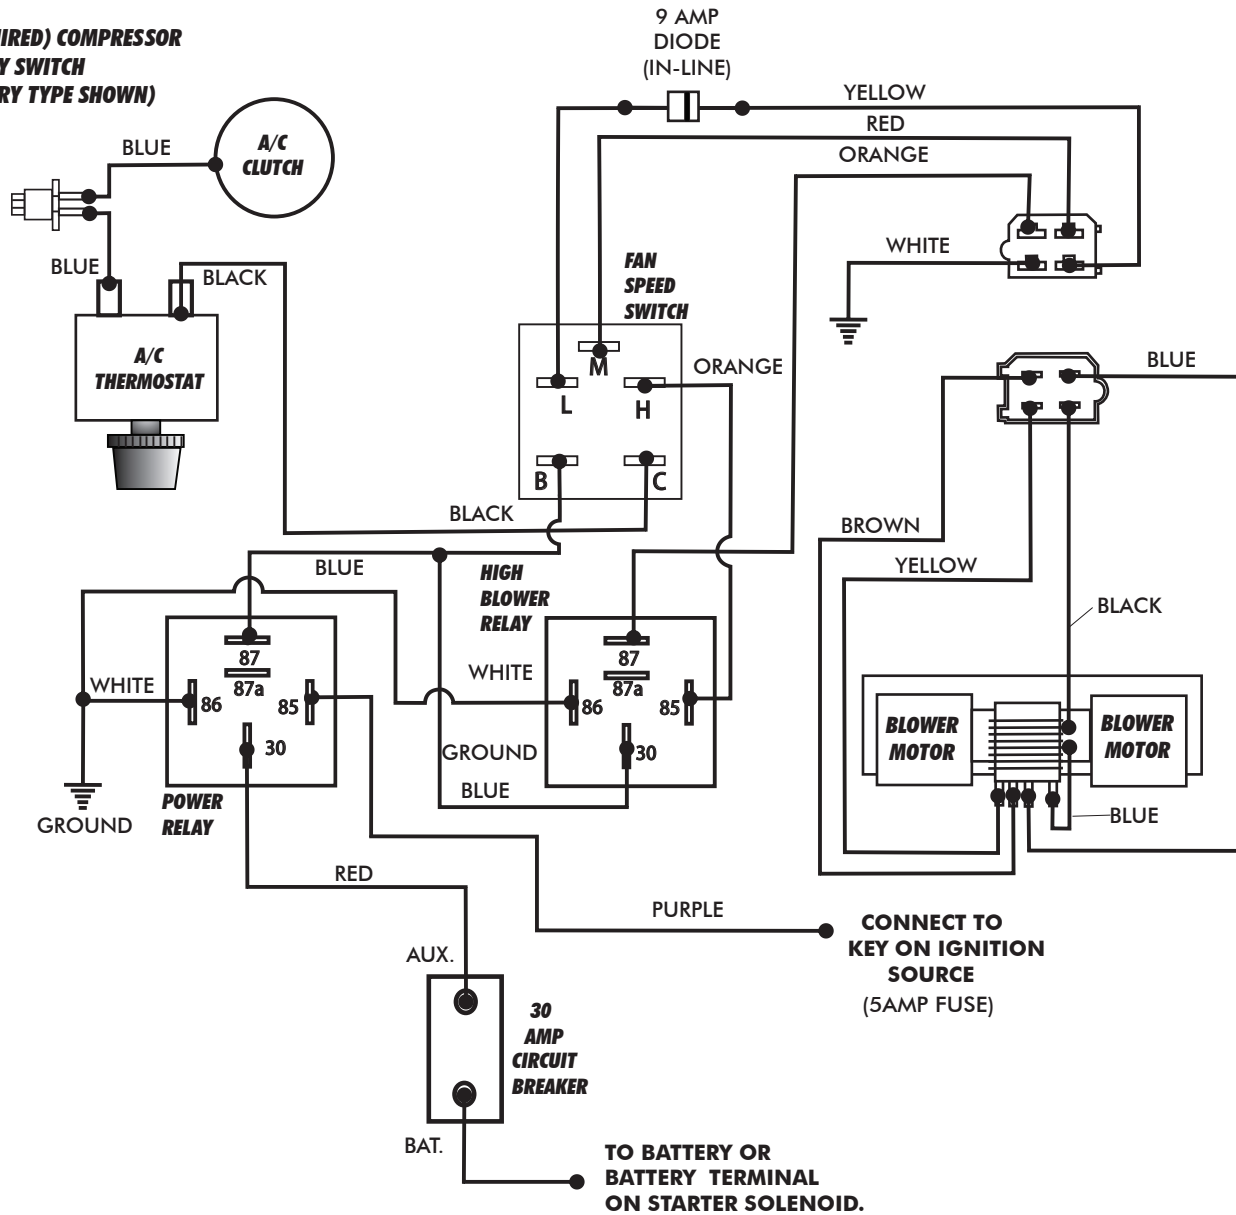 9 AMP
DIODE
(IN-LINE)
COMPRESSOR
SWITCH
TYPE SHOWN)
YELLOW
RED
ORANGE
BLUE
A/C
CLUTCH
WHITE
BLUE
BLACK
FAN
SPEED
SWITCH
A/C
THERMOSTAT
M
ORANGE
BLUE
L
H
B
C
BLACK
BROWN
BLUE
HIGH
BLOWER
RELAY
YELLOW
BLACK
87
87a
86
85
30
WHITE
WHITE
87
87a
86
85
30
GROUND
BLUE
BLOWER
MOTOR
BLOWER
MOTOR
BLUE
GROUND
POWER
RELAY
RED
PURPLE
CONNECT TO
KEY ON IGNITION
SOURCE
(5AMP FUSE)
AUX.
30
AMP
CIRCUIT
BREAKER
BAT.
TO BATTERY OR
BATTERY TERMINAL
ON STARTER SOLENOID.